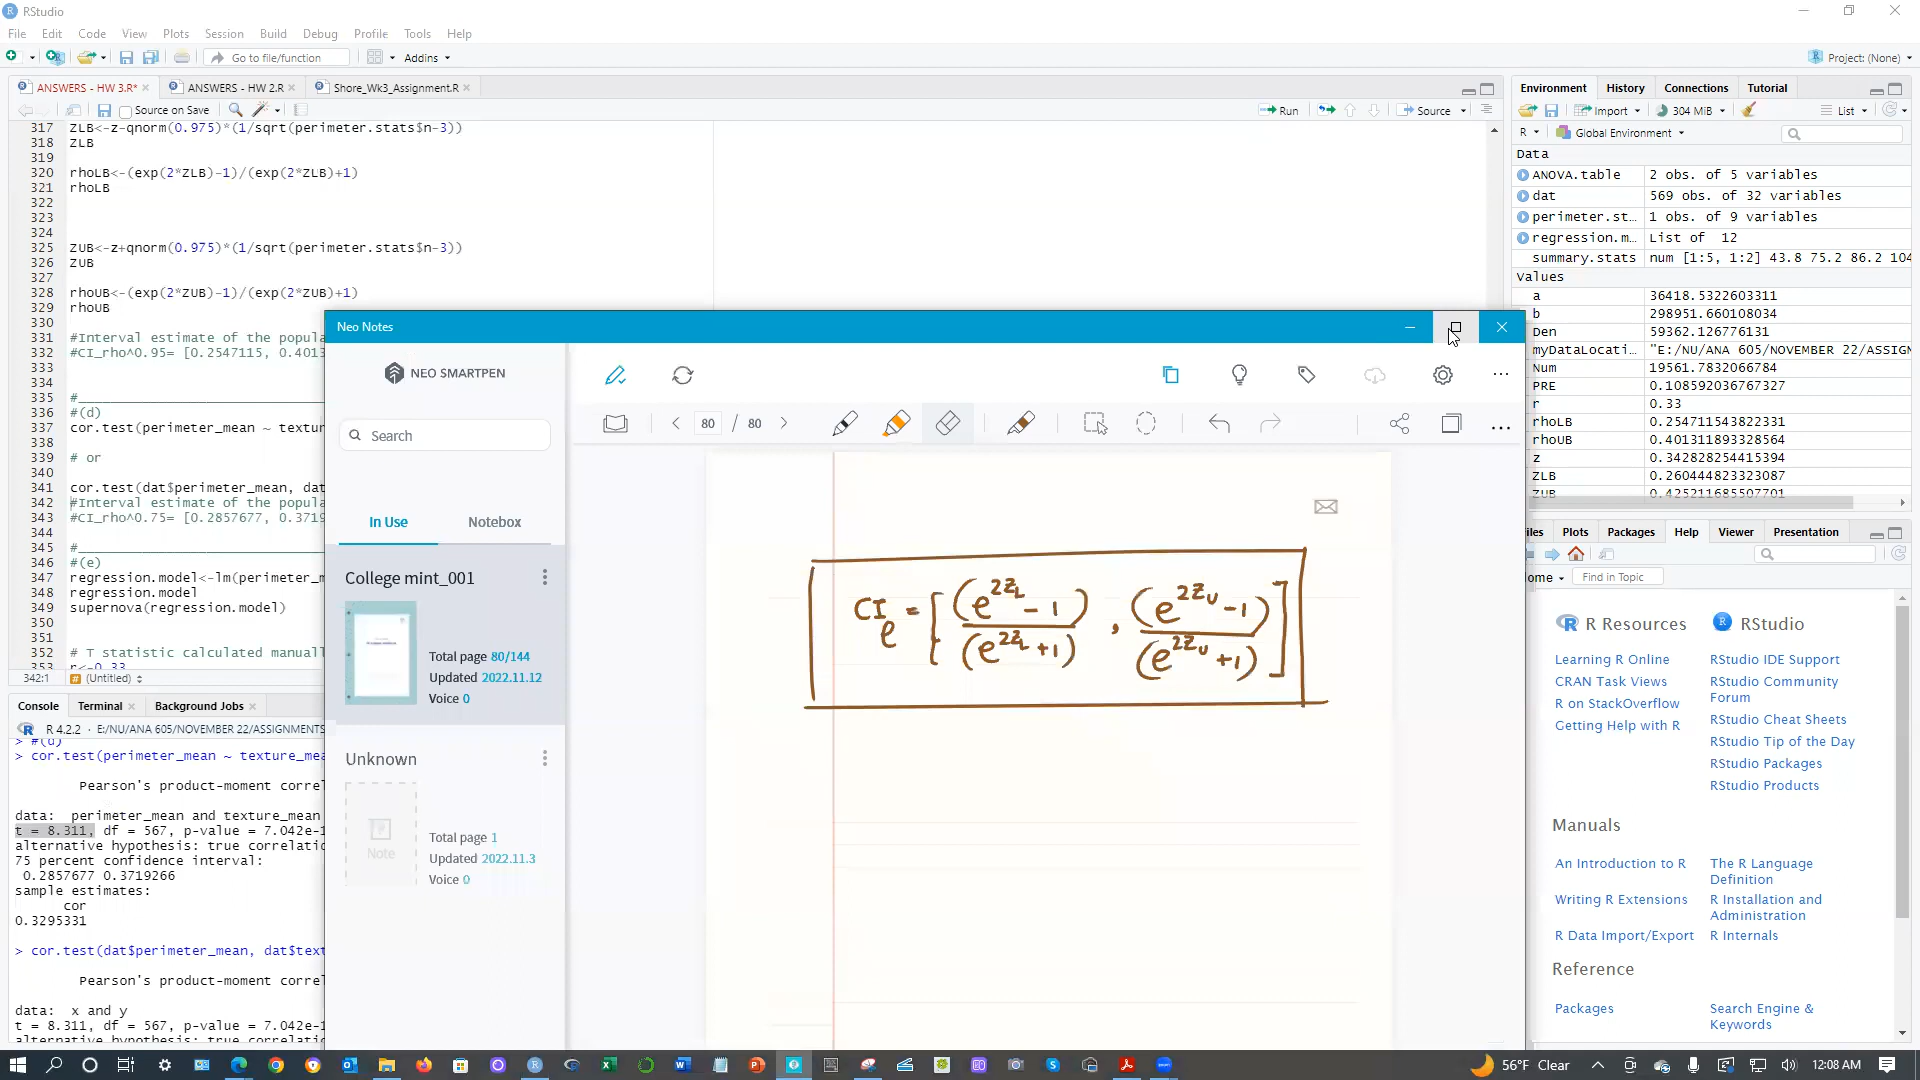 RStudio
File Edit Code View Plots Session Build Debug Profile Tools Help
Go to file/function Addins Project: (None)
ANSWERS - HW 3.R* ANSWERS - HW 2.R Shore_Wk3_Assignment.R
Source on Save Run Source
317 ZLB<-z-qnorm(0.975)*(1/sqrt(perimeter.stats$n-3))
318 ZLB
319
320 rhoLB<-(exp(2*ZLB)-1)/(exp(2*ZLB)+1)
321 rhoLB
322
323
324
325 ZUB<-z+qnorm(0.975)*(1/sqrt(perimeter.stats$n-3))
326 ZUB
327
328 rhoUB<-(exp(2*ZUB)-1)/(exp(2*ZUB)+1)
329 rhoUB
330
331 #Interval estimate of the popula
332 #CI_rho^0.95= [0.2547115, 0.4013
333
334
335 #
336 #(d)
337 cor.test(perimeter_mean ~ textur
338
339 # or
340
341 cor.test(dat$perimeter_mean, dat
342 #Interval estimate of the popula
343 #CI_rho^0.75= [0.2857677, 0.3719
344
345 #
346 #(e)
347 regression.model<-lm(perimeter_m
348 regression.model
349 supernova(regression.model)
350
351
352 # T statistic calculated manuall
353 r<-0.33
342:1 (Untitled)
Console Terminal Background Jobs
R 4.2.2 · E:/NU/ANA 605/NOVEMBER 22/ASSIGNMENTS
> #(d)
> cor.test(perimeter_mean ~ texture_mea
Pearson's product-moment correl
data: perimeter_mean and texture_mean
t = 8.311, df = 567, p-value = 7.042e-1
alternative hypothesis: true correlatio
75 percent confidence interval:
0.2857677 0.3719266
sample estimates:
cor
0.3295331
> cor.test(dat$perimeter_mean, dat$text
Pearson's product-moment correl
data: x and y
t = 8.311, df = 567, p-value = 7.042e-1
alternative hypothesis: true correlatio
Neo Notes
NEO SMARTPEN
Search
80 / 80
In Use Notebox
College mint_001
Total page 80/144
Updated 2022.11.12
Voice 0
Unknown
Note
Total page 1
Updated 2022.11.3
Voice 0
CI_ρ = [(e^{2Z_L} - 1)/(e^{2Z_L} + 1), (e^{2Z_U} - 1)/(e^{2Z_U} + 1)]
Environment History Connections Tutorial
Import 304 MiB List
R Global Environment
Data
ANOVA.table 2 obs. of 5 variables
dat 569 obs. of 32 variables
perimeter.st… 1 obs. of 9 variables
regression.m… List of 12
summary.stats num [1:5, 1:2] 43.8 75.2 86.2 104
Values
a 36418.5322603311
b 298951.660108034
Den 59362.126776131
myDataLocati… "E:/NU/ANA 605/NOVEMBER 22/ASSIGN
Num 19561.7832066784
PRE 0.108592036767327
r 0.33
rhoLB 0.254711543822331
rhoUB 0.401311893328564
z 0.342828254415394
ZLB 0.260444823323087
ZUB 0.425211685507701
iles Plots Packages Help Viewer Presentation
ome Find in Topic
R Resources
Learning R Online
CRAN Task Views
R on StackOverflow
Getting Help with R
RStudio
RStudio IDE Support
RStudio Community Forum
RStudio Cheat Sheets
RStudio Tip of the Day
RStudio Packages
RStudio Products
Manuals
An Introduction to R
The R Language Definition
Writing R Extensions
R Installation and Administration
R Data Import/Export
R Internals
Reference
Packages
Search Engine & Keywords
56°F Clear 12:08 AM